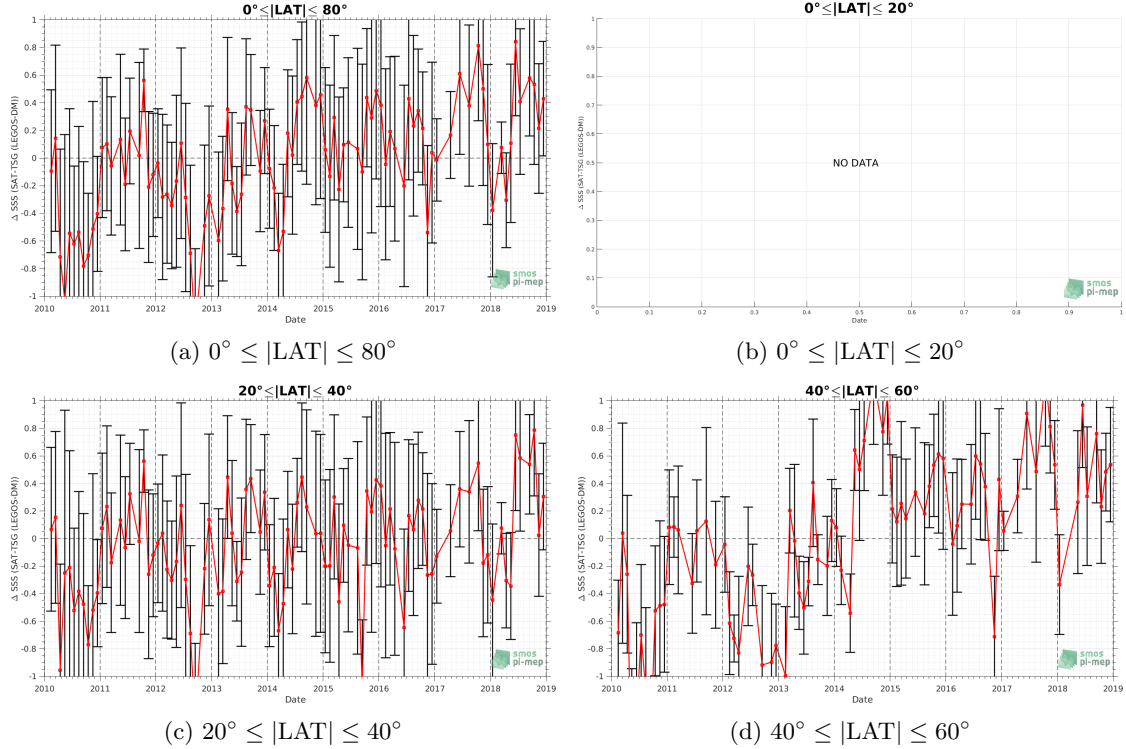 0°≤|LAT|≤ 80°
Δ SSS (SAT-TSG (LEGOS-DMI))
1
0.8
0.6
0.4
0.2
0
-0.2
-0.4
-0.6
-0.8
-1
2010 2011 2012 2013 2014 2015 2016 2017 2018 2019
Date
smos
pi-mep
(a) 0° ≤ |LAT| ≤ 80°
0°≤|LAT|≤ 20°
Δ SSS (SAT-TSG (LEGOS-DMI))
1
0.9
0.8
0.7
0.6
0.5
0.4
0.3
0.2
0.1
0
NO DATA
0 0.1 0.2 0.3 0.4 0.5 0.6 0.7 0.8 0.9 1
Date
smos
pi-mep
(b) 0° ≤ |LAT| ≤ 20°
20°≤|LAT|≤ 40°
Δ SSS (SAT-TSG (LEGOS-DMI))
1
0.8
0.6
0.4
0.2
0
-0.2
-0.4
-0.6
-0.8
-1
2010 2011 2012 2013 2014 2015 2016 2017 2018 2019
Date
smos
pi-mep
(c) 20° ≤ |LAT| ≤ 40°
40°≤|LAT|≤ 60°
Δ SSS (SAT-TSG (LEGOS-DMI))
1
0.8
0.6
0.4
0.2
0
-0.2
-0.4
-0.6
-0.8
-1
2010 2011 2012 2013 2014 2015 2016 2017 2018 2019
Date
smos
pi-mep
(d) 40° ≤ |LAT| ≤ 60°